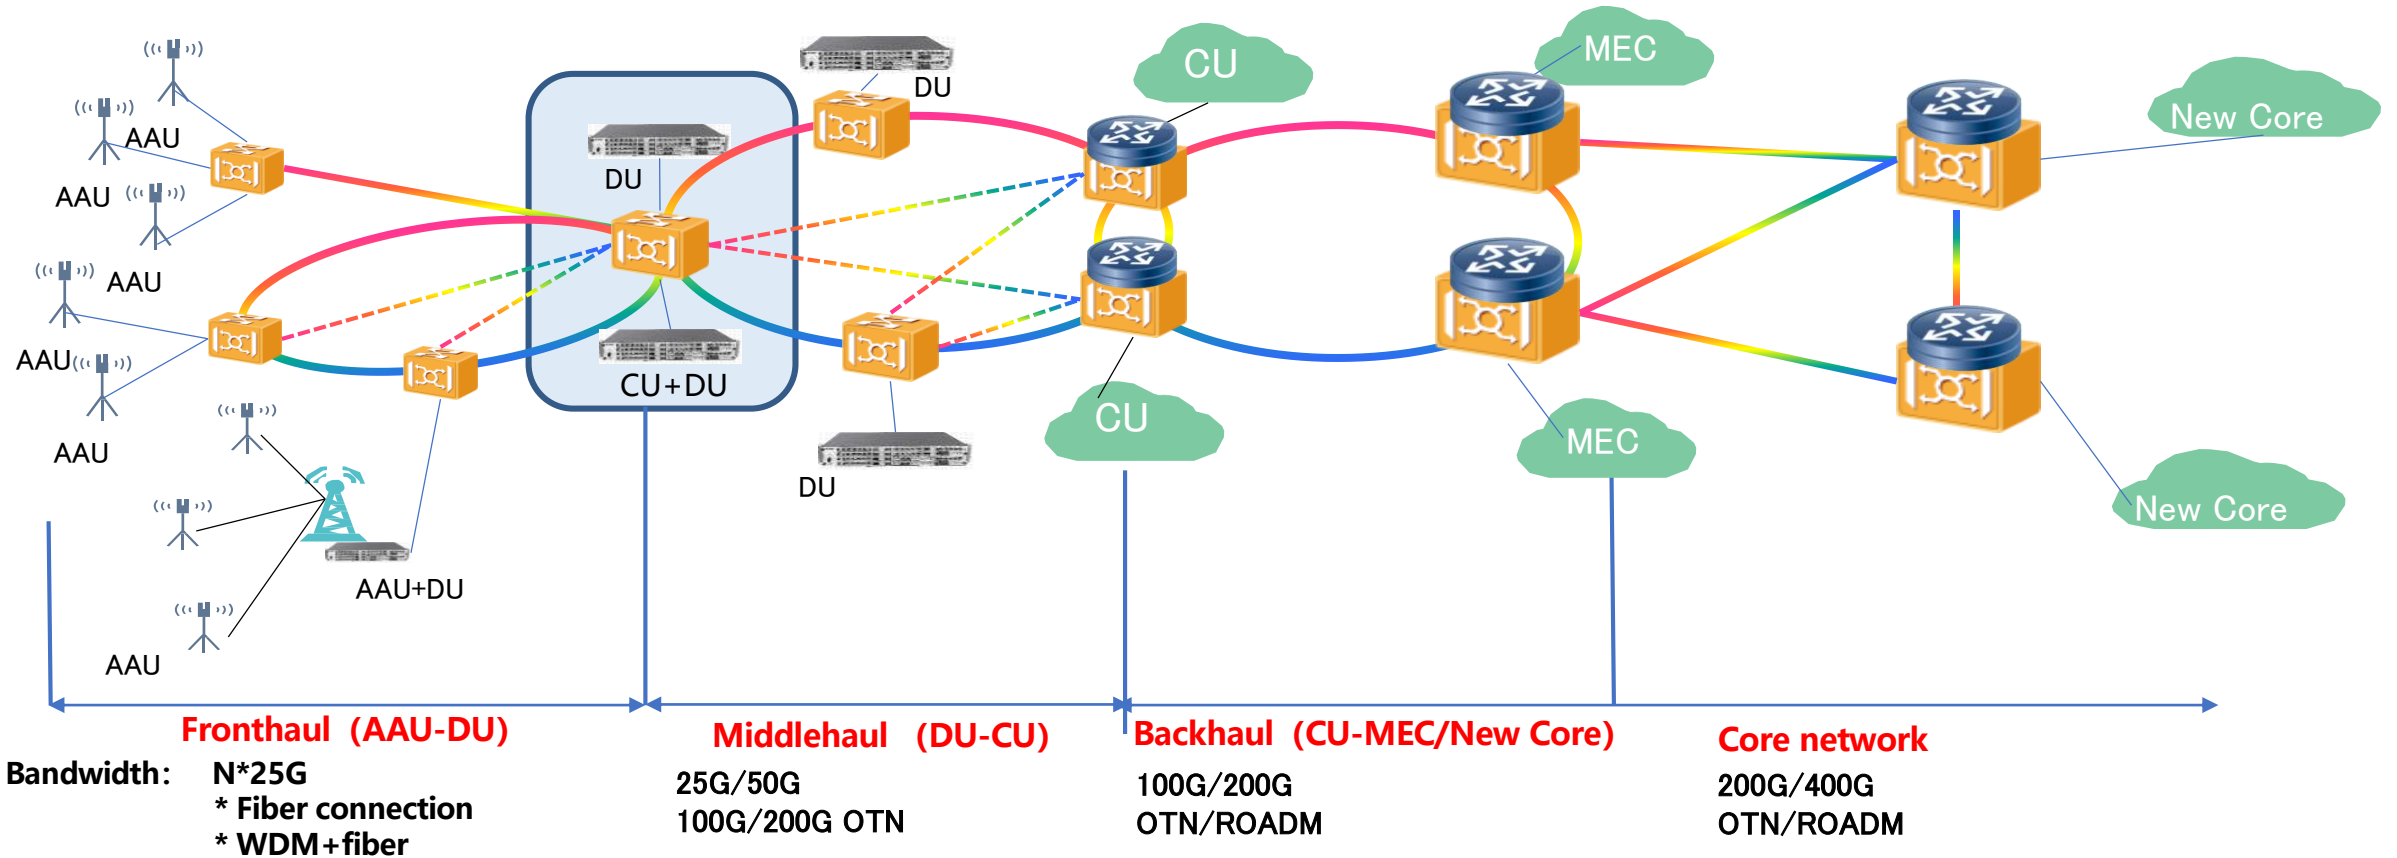 DU
CU
MEC
New Core
AAU
DU
AAU
AAU
AAU
AAU
CU+DU
CU
MEC
AAU
DU
New Core
AAU+DU
AAU
Fronthaul (AAU-DU)
Middlehaul (DU-CU)
Backhaul (CU-MEC/New Core)
Core network
Bandwidth: N*25G
* Fiber connection
* WDM+fiber
25G/50G
100G/200G OTN
100G/200G
OTN/ROADM
200G/400G
OTN/ROADM